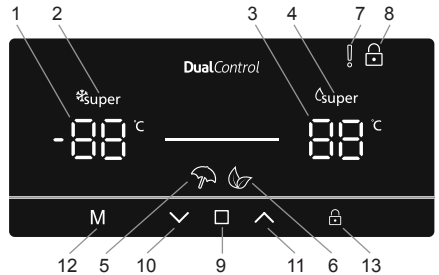 1 2 3 4 7 8
DualControl
super super
-88 °C 88 °C
M
12 5 10 9 11 6 13